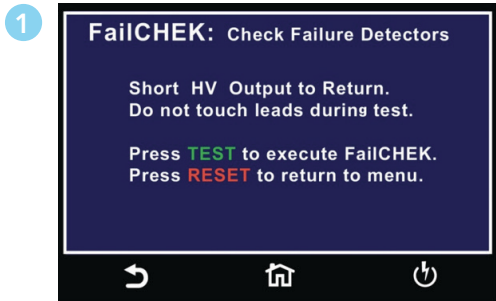 1
FailCHEK: Check Failure Detectors
Short HV Output to Return.
Do not touch leads during test.
Press TEST to execute FailCHEK.
Press RESET to return to menu.